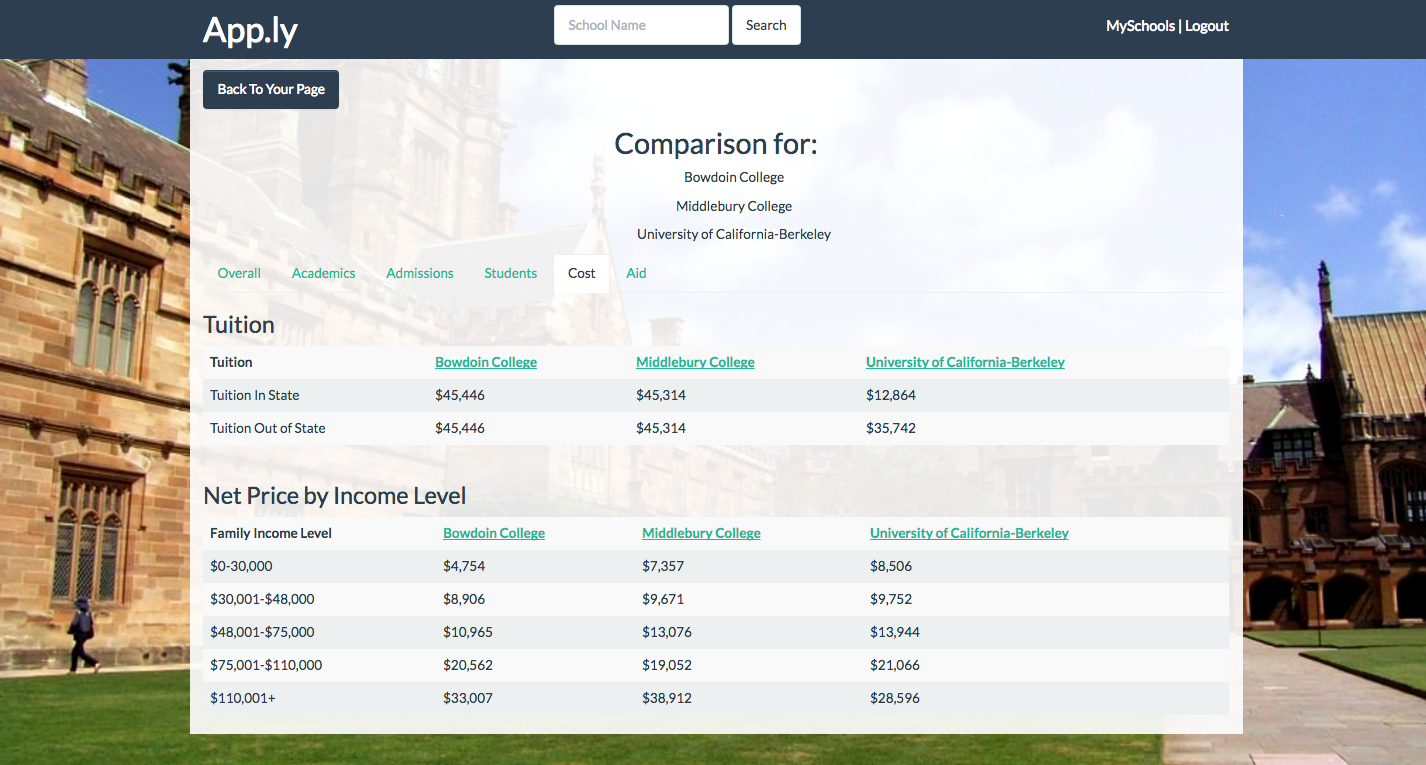 App.ly
School Name
Search
MySchools | Logout
Back To Your Page
Comparison for:
Bowdoin College
Middlebury College
University of California-Berkeley
Overall Academics Admissions Students Cost Aid
Tuition
Tuition Bowdoin College Middlebury College University of California-Berkeley
Tuition In State $45,446 $45,314 $12,864
Tuition Out of State $45,446 $45,314 $35,742
Net Price by Income Level
Family Income Level Bowdoin College Middlebury College University of California-Berkeley
$0-30,000 $4,754 $7,357 $8,506
$30,001-$48,000 $8,906 $9,671 $9,752
$48,001-$75,000 $10,965 $13,076 $13,944
$75,001-$110,000 $20,562 $19,052 $21,066
$110,001+ $33,007 $38,912 $28,596